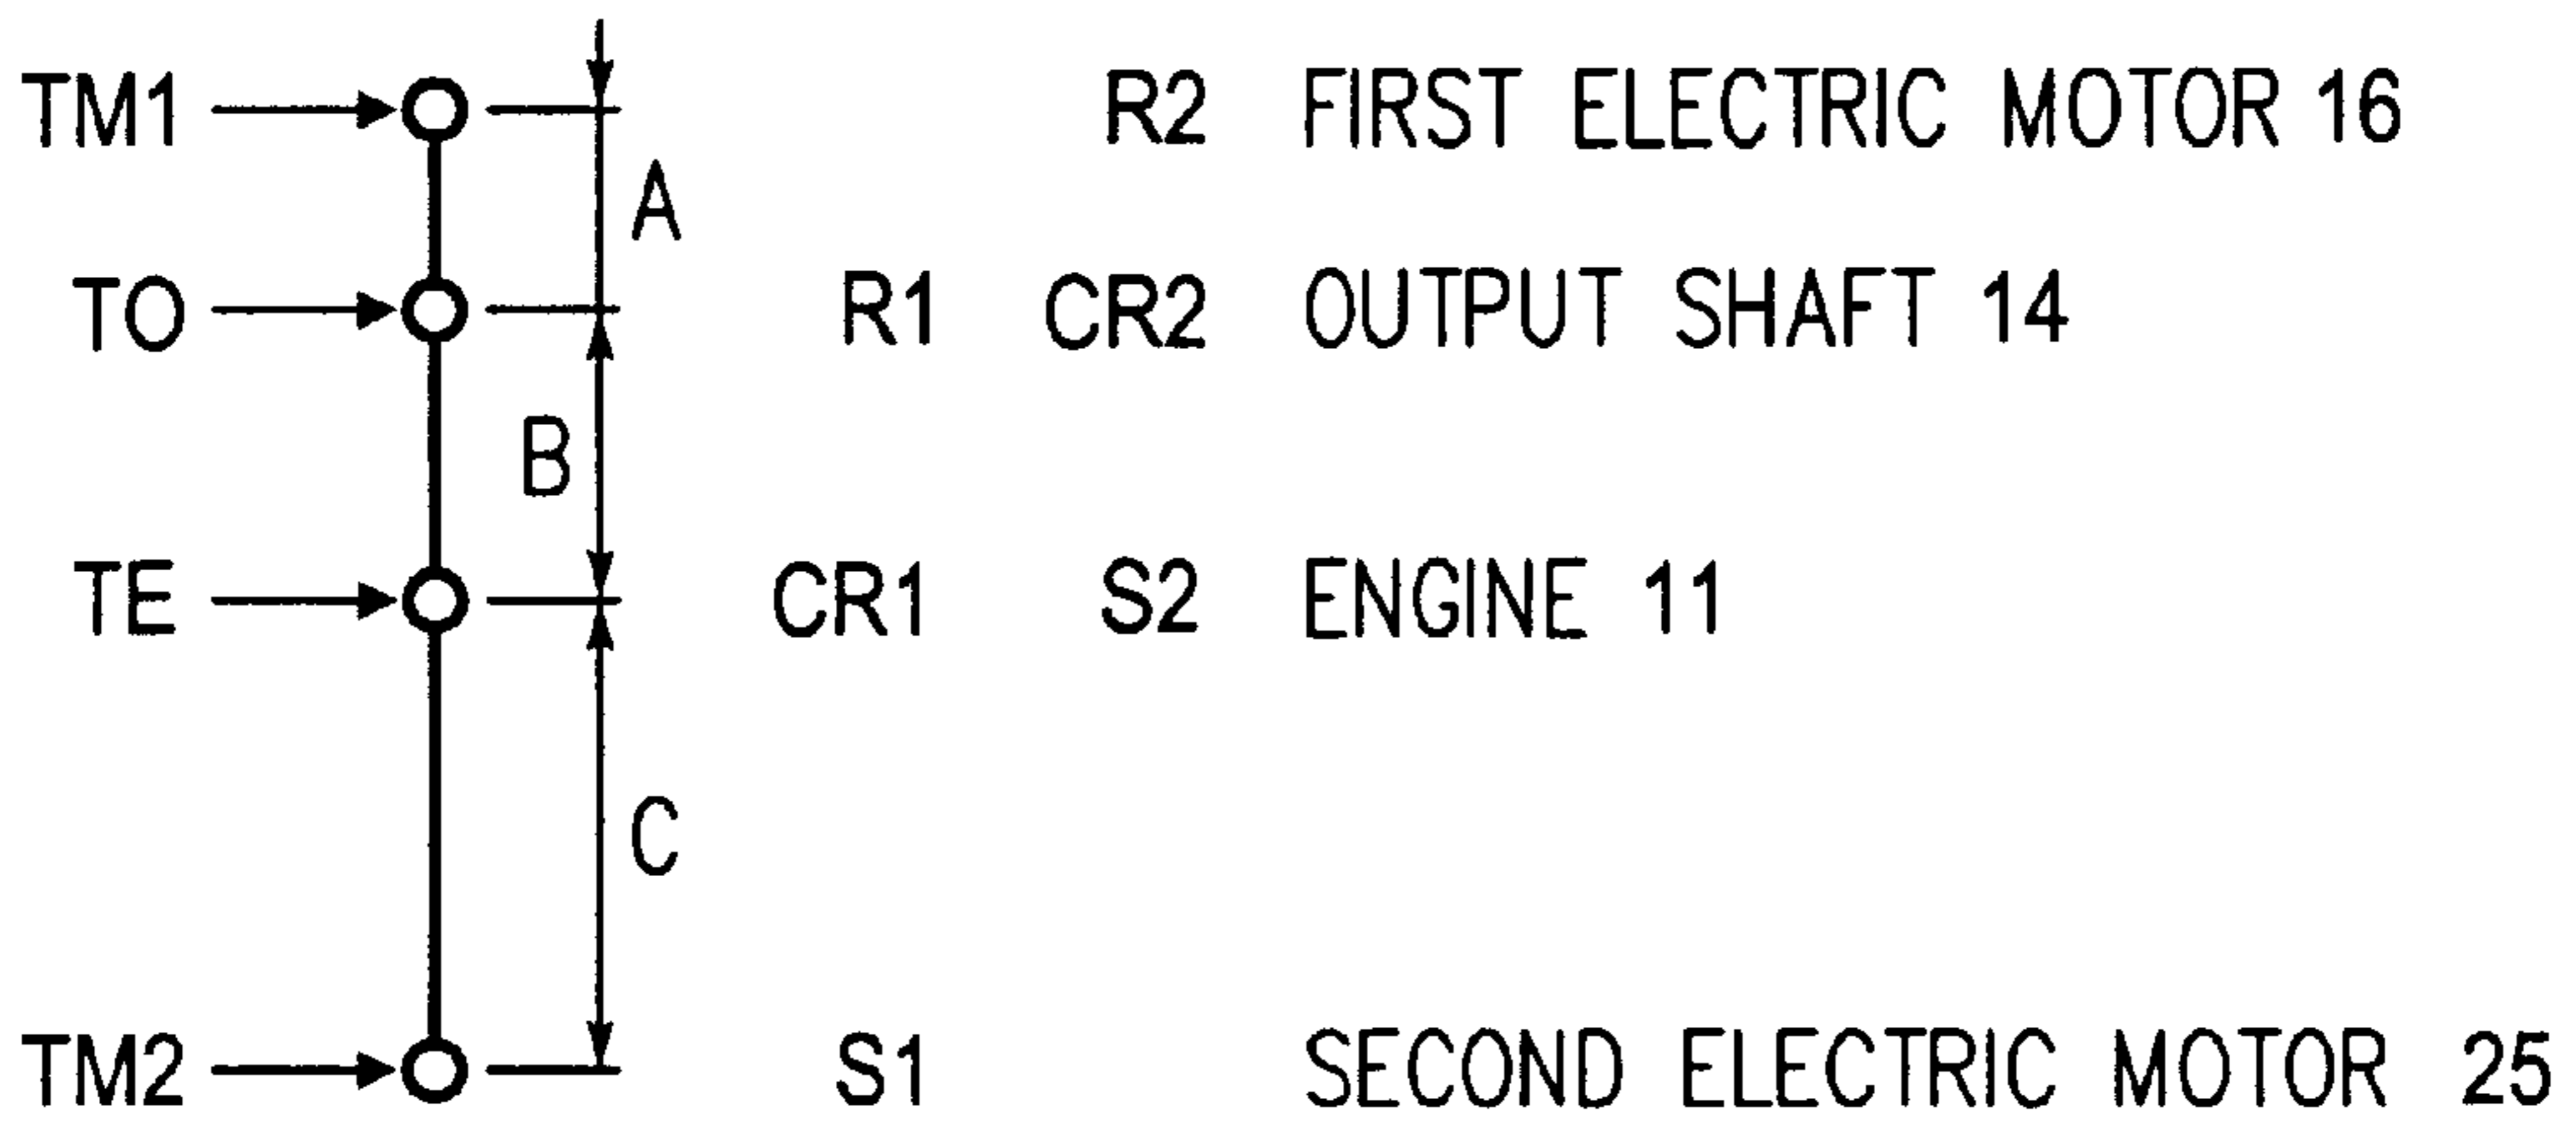 TM1 R2 FIRST ELECTRIC MOTOR 16
A
TO R1 CR2 OUTPUT SHAFT 14
B
TE CR1 S2 ENGINE 11
C
TM2 S1 SECOND ELECTRIC MOTOR 25